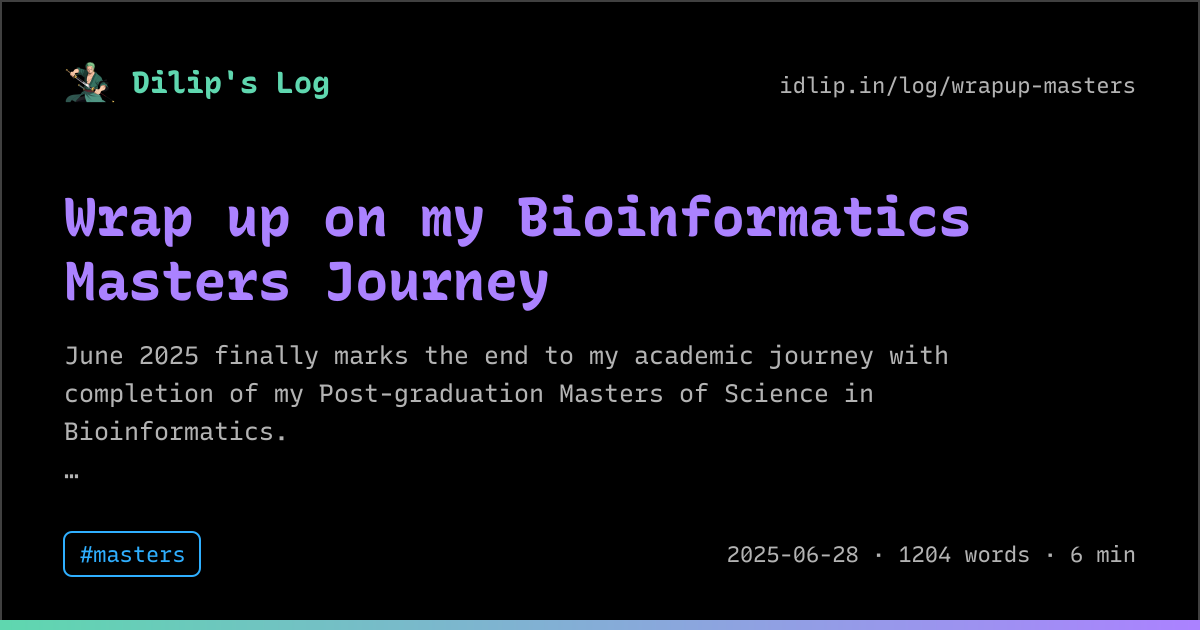 Dilip's Log
idlip.in/log/wrapup-masters
Wrap up on my Bioinformatics
Masters Journey
June 2025 finally marks the end to my academic journey with
completion of my Post-graduation Masters of Science in
Bioinformatics.
…
#masters
2025-06-28 · 1204 words · 6 min